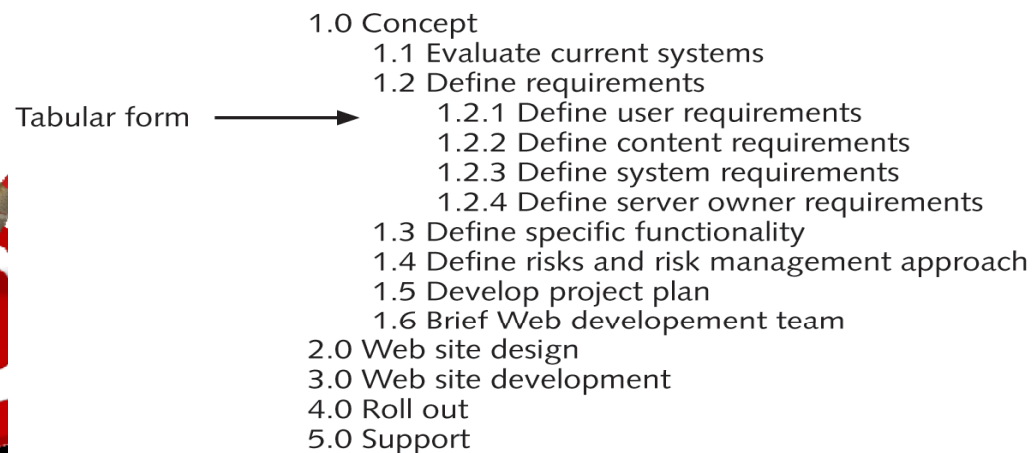 1.0 Concept
1.1 Evaluate current systems
1.2 Define requirements
Tabular form
1.2.1 Define user requirements
1.2.2 Define content requirements
1.2.3 Define system requirements
1.2.4 Define server owner requirements
1.3 Define specific functionality
1.4 Define risks and risk management approach
1.5 Develop project plan
1.6 Brief Web developement team
2.0 Web site design
3.0 Web site development
4.0 Roll out
5.0 Support